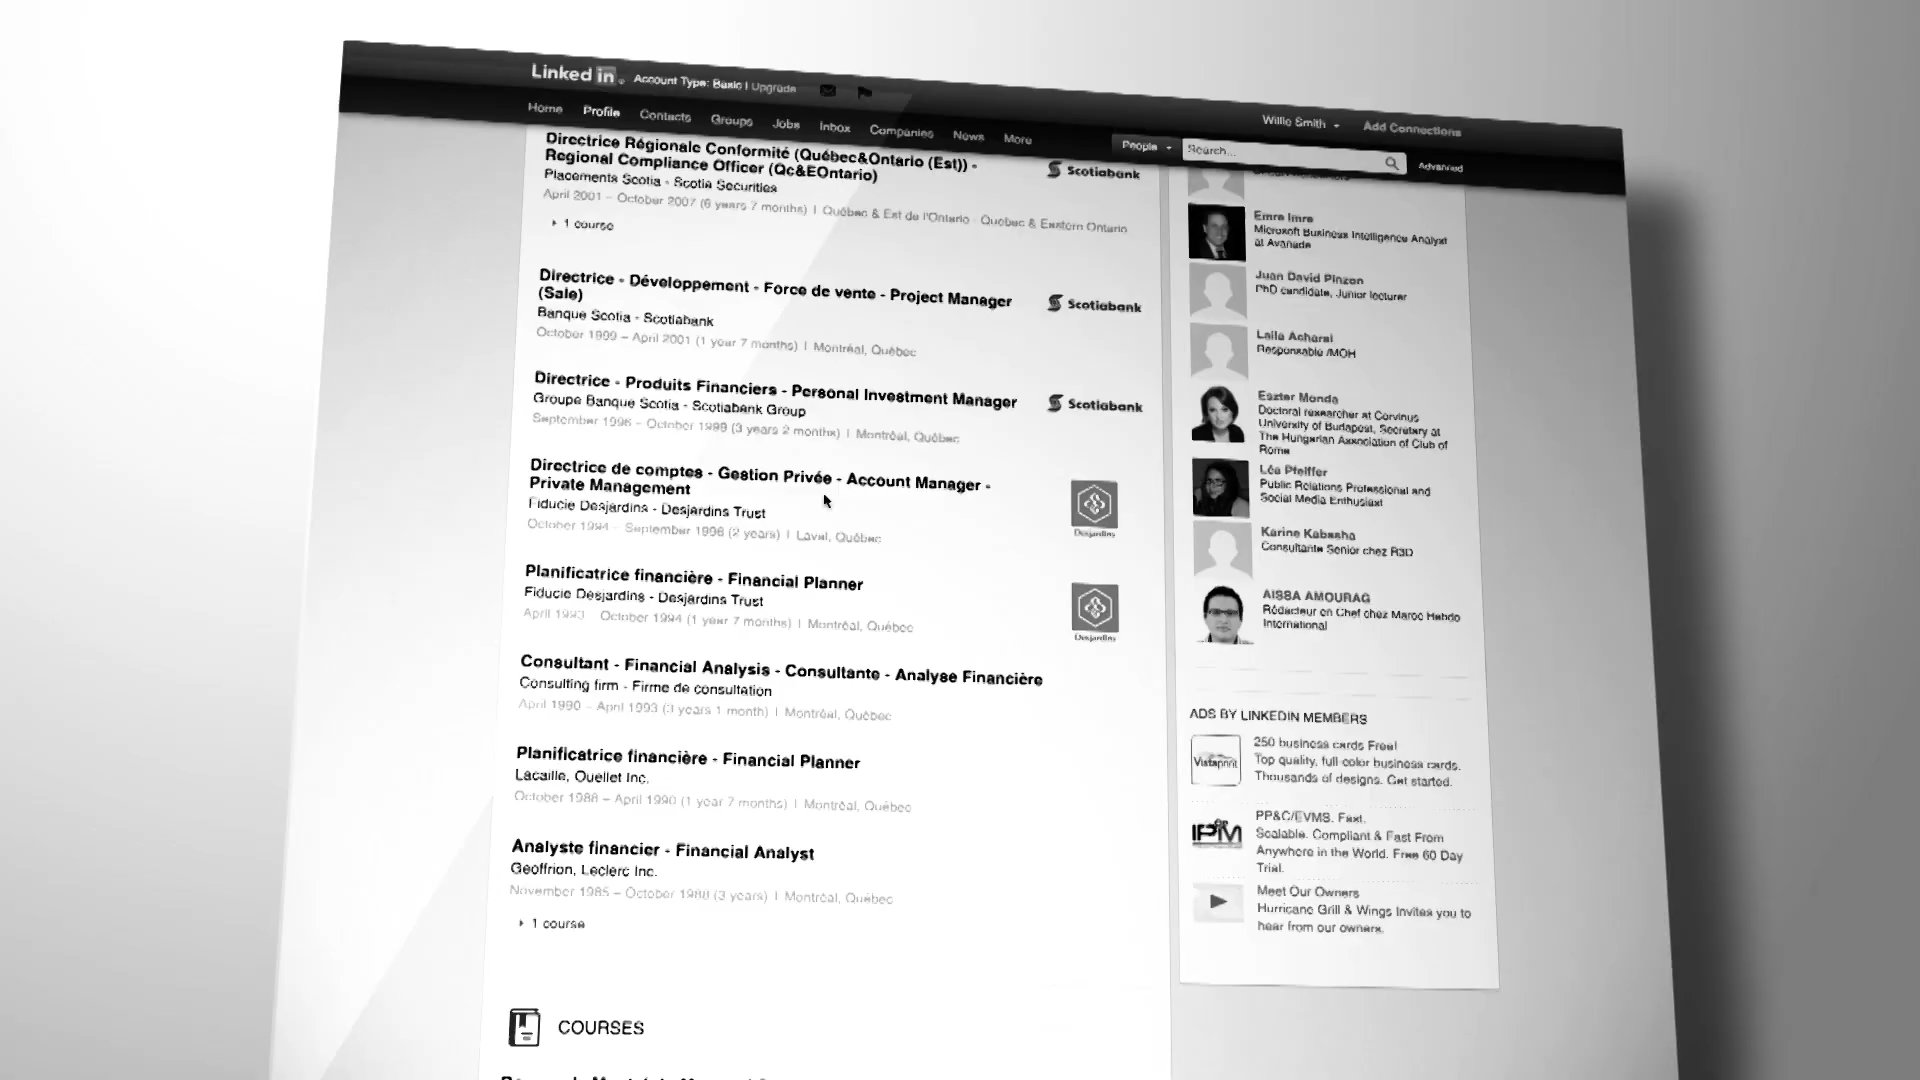 Linked in Account Type: Basic | Upgrade
Willie Smith Add Connections
Home Profile Contacts Groups Jobs Inbox Companies News More
People Search... Advanced
Directrice Régionale Conformité (Québec&Ontario (Est)) -
Regional Compliance Officer (Qc&EOntario)
Placements Scotia - Scotia Securities
April 2001 – October 2007 (6 years 7 months) | Québec & Est de l'Ontario - Quebec & Eastern Ontario
1 course
Scotiabank
Directrice - Développement - Force de vente - Project Manager
(Sale)
Banque Scotia - Scotiabank
October 1999 – April 2001 (1 year 7 months) | Montréal, Québec
Scotiabank
Directrice - Produits Financiers - Personal Investment Manager
Groupe Banque Scotia - Scotiabank Group
September 1996 – October 1999 (3 years 2 months) | Montréal, Québec
Scotiabank
Directrice de comptes - Gestion Privée - Account Manager -
Private Management
Fiducie Desjardins - Desjardins Trust
October 1994 – September 1996 (2 years) | Laval, Québec
Desjardins
Planificatrice financière - Financial Planner
Fiducie Desjardins - Desjardins Trust
April 1993 – October 1994 (1 year 7 months) | Montréal, Québec
Desjardins
Consultant - Financial Analysis - Consultante - Analyse Financière
Consulting firm - Firme de consultation
April 1990 – April 1993 (3 years 1 month) | Montréal, Québec
Planificatrice financière - Financial Planner
Lacaille, Ouellet Inc.
October 1988 – April 1990 (1 year 7 months) | Montréal, Québec
Analyste financier - Financial Analyst
Geoffrion, Leclerc Inc.
November 1985 – October 1988 (3 years) | Montréal, Québec
1 course
COURSES
Emre Imre
Microsoft Business Intelligence Analyst
at Avanade
Juan David Pinzon
PhD candidate, Junior lecturer
Laila Acharai
Responsable /MOH
Eszter Monda
Doctoral researcher at Corvinus
University of Budapest, Secretary at
The Hungarian Association of Club of
Rome
Léa Pfeiffer
Public Relations Professional and
Social Media Enthusiast
Karine Kabasha
Consultante Senior chez R3D
AISSA AMOURAG
Rédacteur en Chef chez Maroc Hebdo
International
ADS BY LINKEDIN MEMBERS
Vistaprint
250 business cards Free!
Top quality, full-color business cards.
Thousands of designs. Get started.
IPM
PP&C/EVMS. Fast.
Scalable. Compliant & Fast From
Anywhere in the World. Free 60 Day
Trial.
Meet Our Owners
Hurricane Grill & Wings Invites you to
hear from our owners.